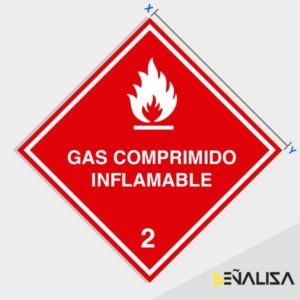 X
Y
GAS COMPRIMIDO
INFLAMABLE
2
SEÑALISA